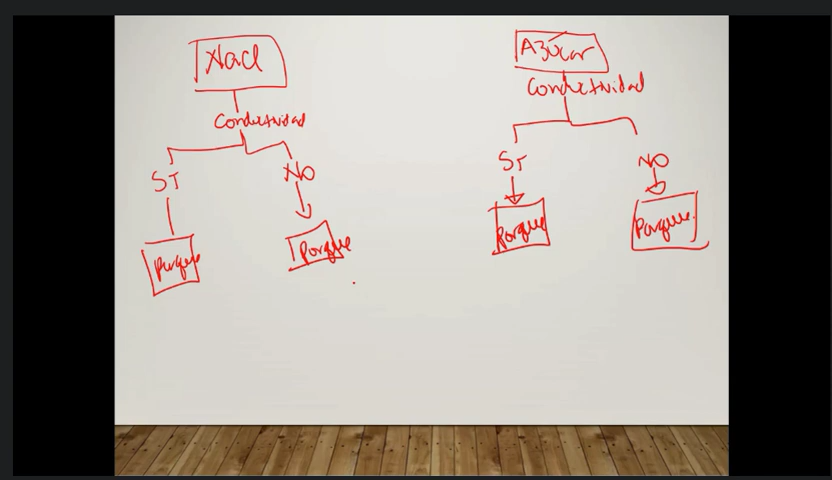 NaCl
Conductividad
SI
NO
Porque
Porque
Azúcar
Conductividad
SI
NO
Porque
Porque